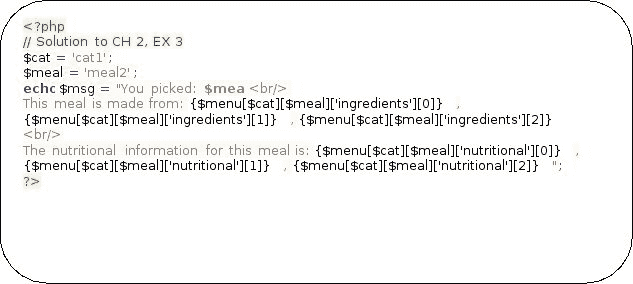 <?php
// Solution to CH 2, EX 3
$cat = 'cat1';
$meal = 'meal2' ;
echo $msg = "You picked: $mea <br/>
This meal is made from: {$menu[$cat][$meal]['ingredients'][0]} ,
{$menu[$cat][$meal]['ingredients'][1]} , {$menu[$cat][$meal]['ingredients'][2]}
<br/>
The nutritional information for this meal is: {$menu[$cat][$meal]['nutritional'][0]} ,
{$menu[$cat][$meal]['nutritional'][1]} , {$menu[$cat][$meal]['nutritional'][2]} ";
?>